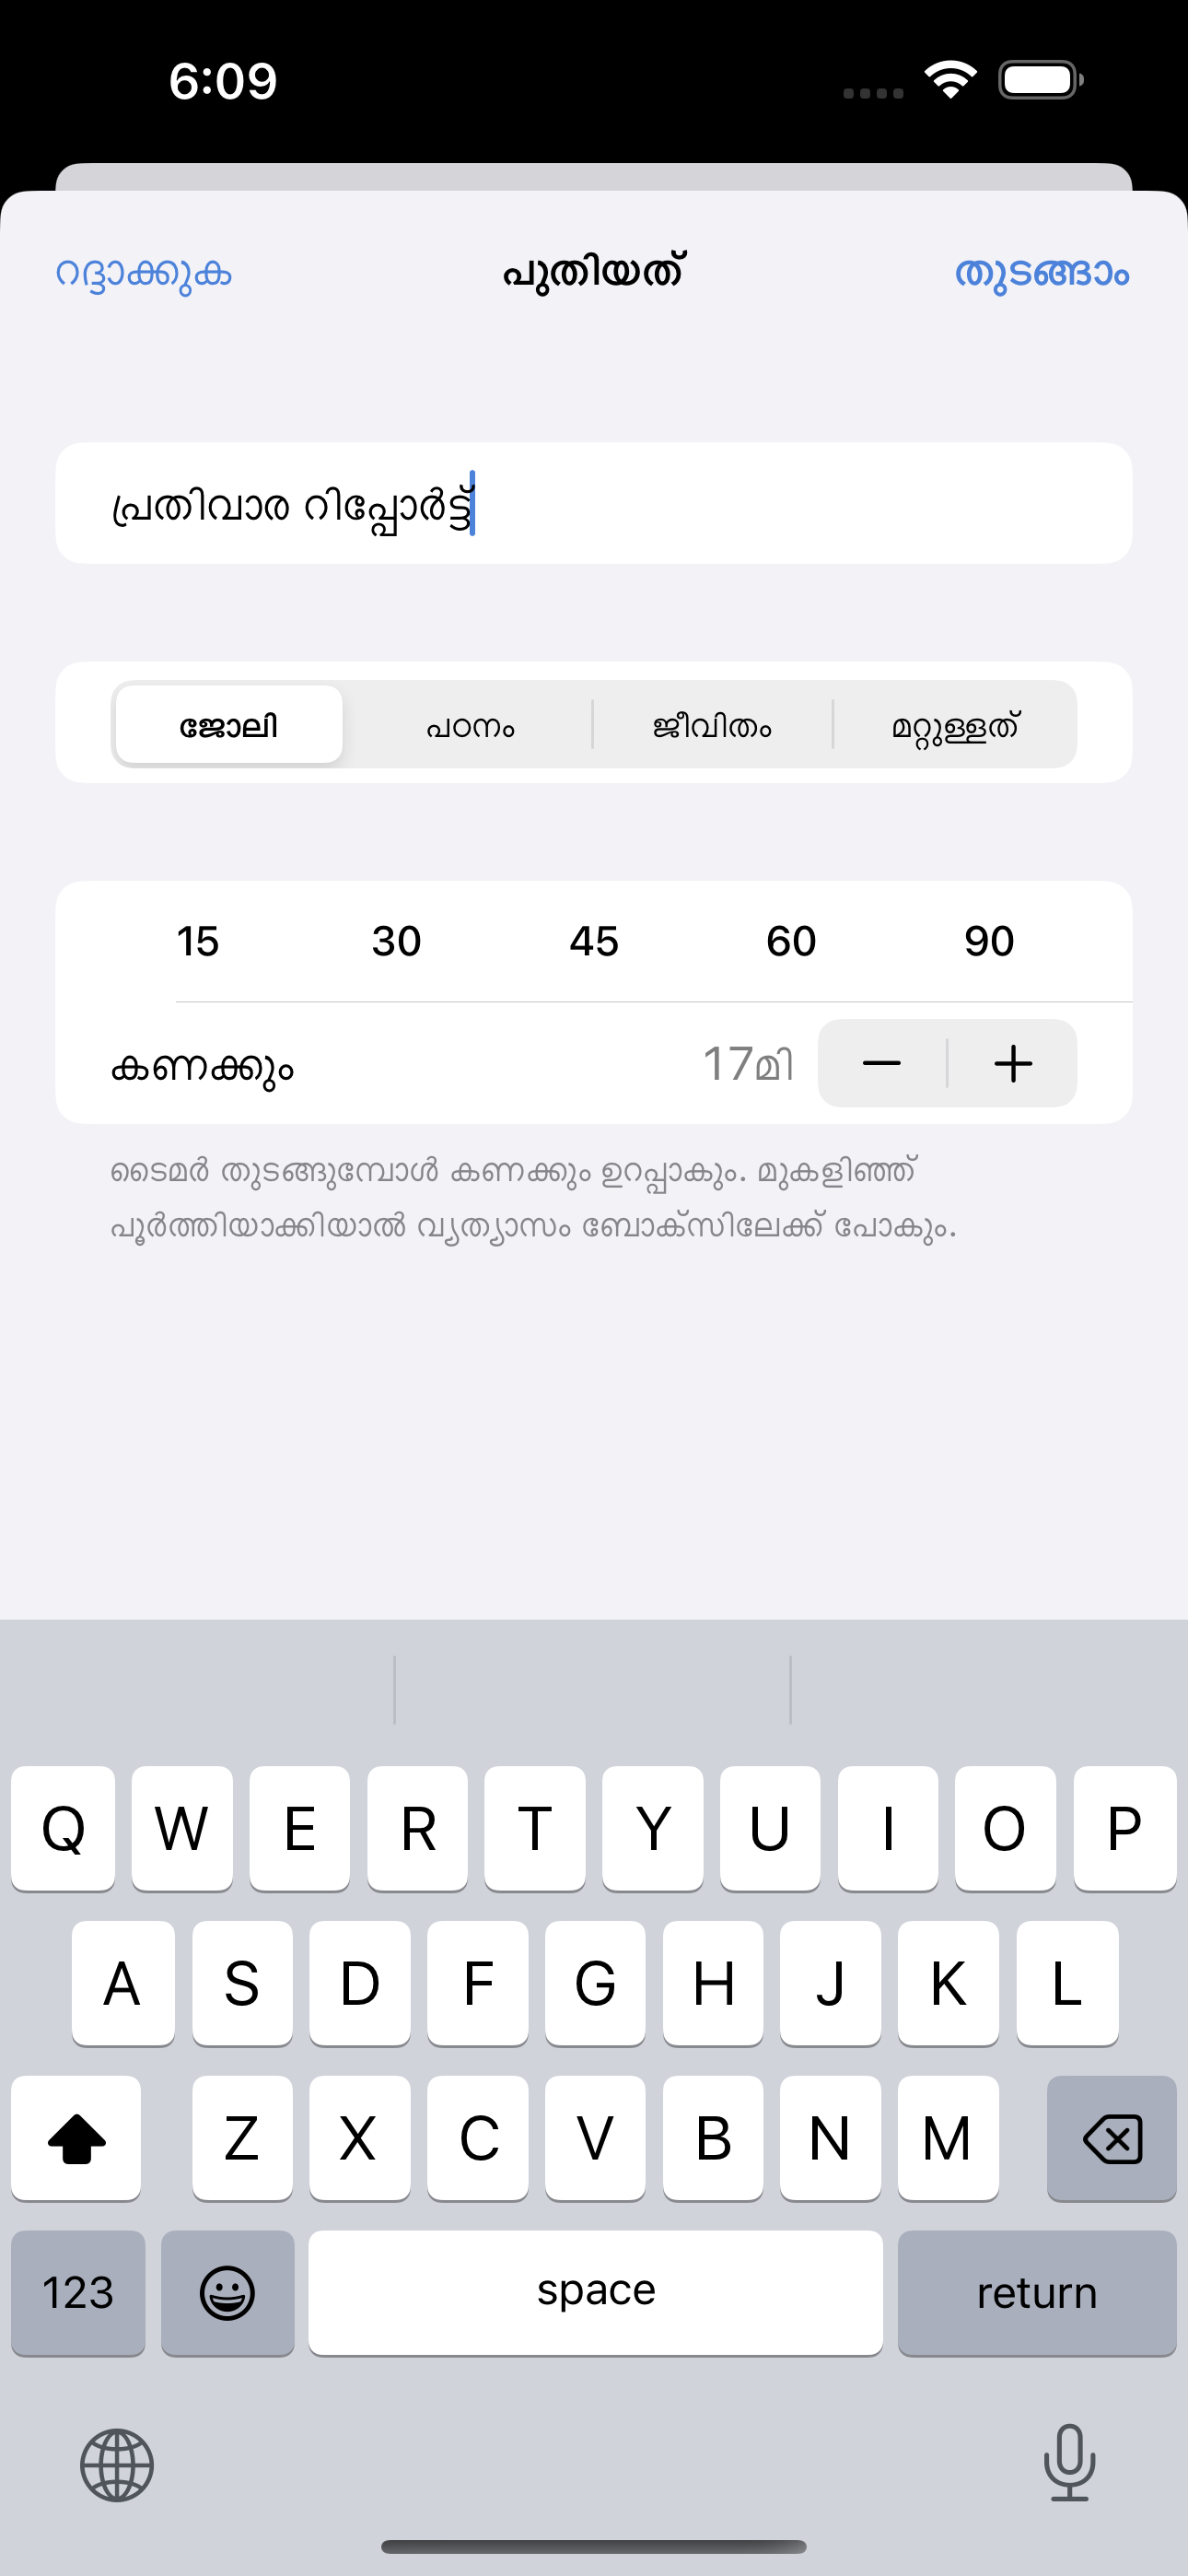 6:09
റദ്ദാക്കുക പുതിയത് തുടങ്ങാം
പ്രതിവാര റിപ്പോർട്ട്
ജോലി പഠനം ജീവിതം മറ്റുള്ളത്
15 30 45 60 90
കണക്കും 17മി
ടൈമർ തുടങ്ങുമ്പോൾ കണക്കും ഉറപ്പാകും. മുകളിഞ്ഞ്
പൂർത്തിയാക്കിയാൽ വ്യത്യാസം ബോക്സിലേക്ക് പോകും.
Q W E R T Y U I O P
A S D F G H J K L
Z X C V B N M
123 space return